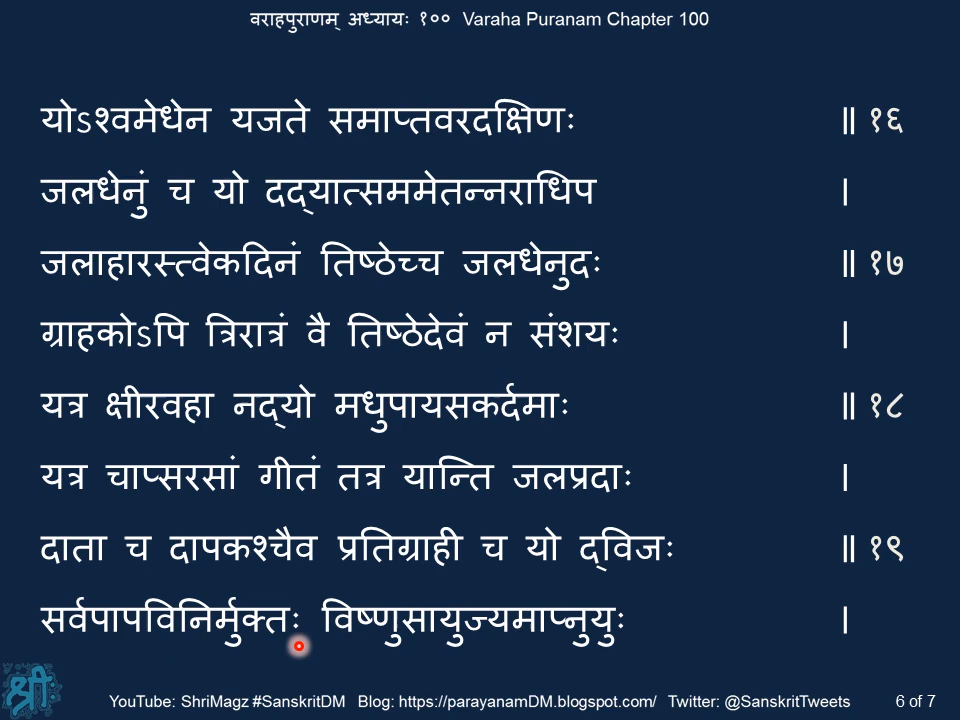 वराहपुराणम् अध्यायः १०० Varaha Puranam Chapter 100
योऽश्वमेधेन यजते समाप्तवरदक्षिणः ॥ १६
जलधेनुं च यो दद्यात्सममेतन्नराधिप ।
जलाहारस्त्वेकदिनं तिष्ठेच्च जलधेनुदः ॥ १७
ग्राहकोऽपि त्रिरात्रं वै तिष्ठेदेवं न संशयः ।
यत्र क्षीरवहा नद्यो मधुपायसकर्दमाः ॥ १८
यत्र चाप्सरसां गीतं तत्र यान्ति जलप्रदाः ।
दाता च दापकश्चैव प्रतिग्राही च यो द्विजः ॥ १९
सर्वपापविनिर्मुक्तः विष्णुसायुज्यमाप्नुयुः ।
श्रीः
YouTube: ShriMagz #SanskritDM Blog: https://parayanamDM.blogspot.com/ Twitter: @SanskritTweets 6 of 7